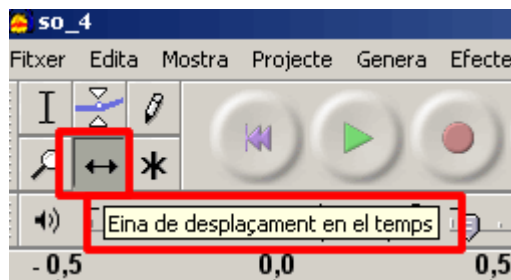 so_4
Fitxer Edita Mostra Projecte Genera Efecte
Eina de desplaçament en el temps
- 0,5 0,0 0,5